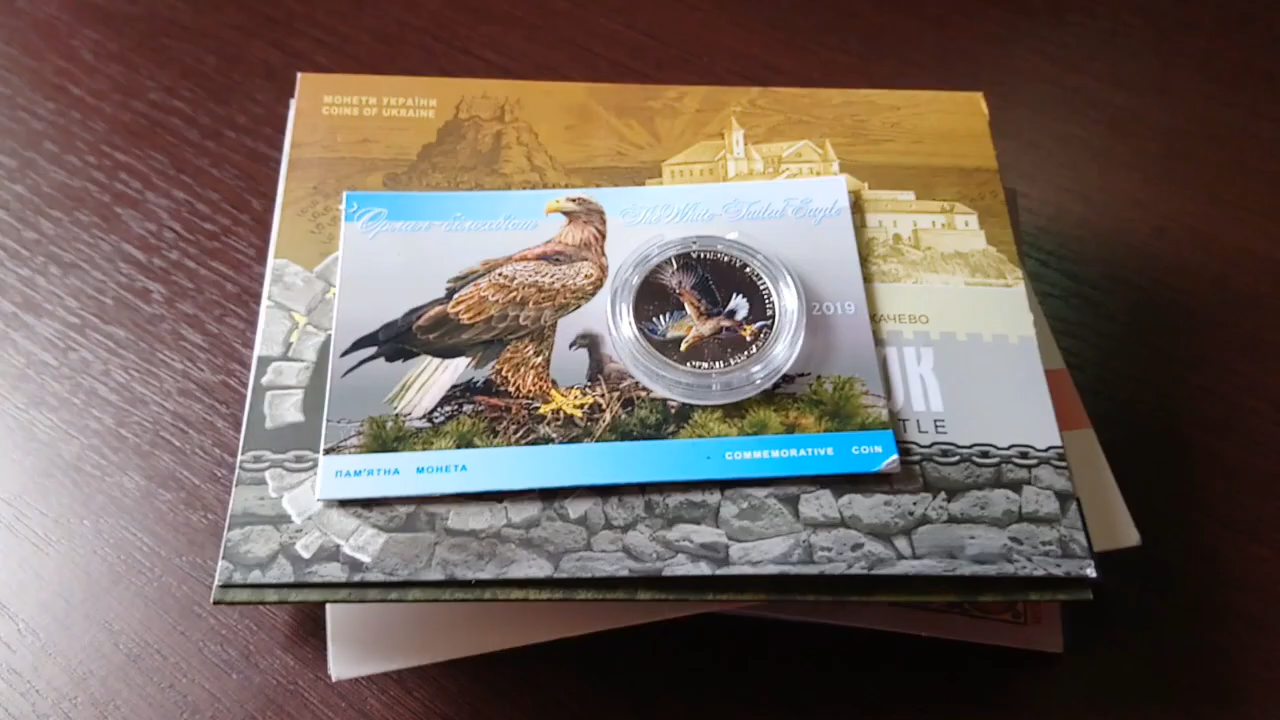 МОНЕТИ УКРАЇНИ
COINS OF UKRAINE
Орлан-білохвіст
The White-Tailed Eagle
2019
КАЧЕВО
UK
TLE
ПАМ'ЯТНА МОНЕТА
COMMEMORATIVE COIN